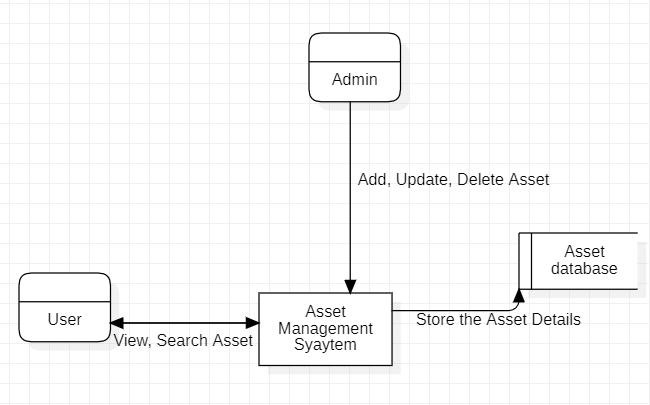 Admin
Add, Update, Delete Asset
Asset
database
User
View, Search Asset
Asset
Management
Syaytem
Store the Asset Details